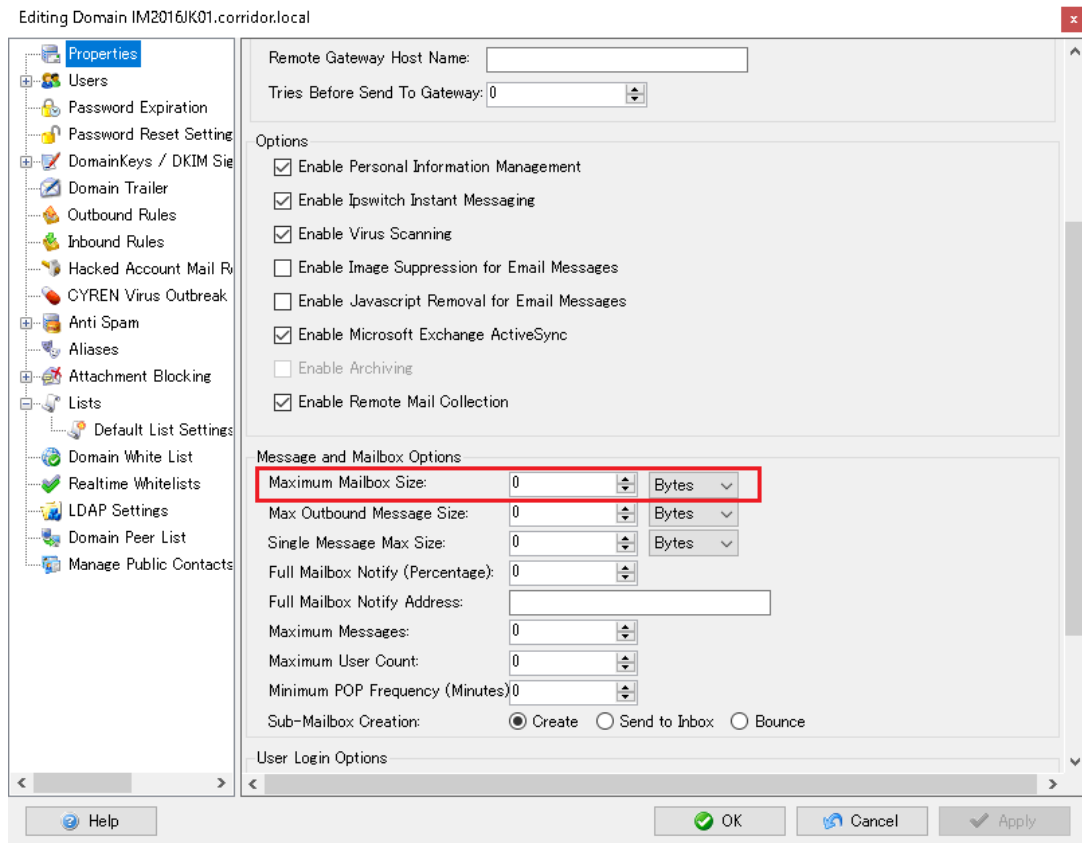 Editing Domain IM2016JK01.corridor.local
x
Properties
Users
Password Expiration
Password Reset Setting
DomainKeys / DKIM Sig
Domain Trailer
Outbound Rules
Inbound Rules
Hacked Account Mail R
CYREN Virus Outbreak
Anti Spam
Aliases
Attachment Blocking
Lists
Default List Settings
Domain White List
Realtime Whitelists
LDAP Settings
Domain Peer List
Manage Public Contacts
Remote Gateway Host Name:
Tries Before Send To Gateway: 0
Options
Enable Personal Information Management
Enable Ipswitch Instant Messaging
Enable Virus Scanning
Enable Image Suppression for Email Messages
Enable Javascript Removal for Email Messages
Enable Microsoft Exchange ActiveSync
Enable Archiving
Enable Remote Mail Collection
Message and Mailbox Options
Maximum Mailbox Size: 0 Bytes
Max Outbound Message Size: 0 Bytes
Single Message Max Size: 0 Bytes
Full Mailbox Notify (Percentage): 0
Full Mailbox Notify Address:
Maximum Messages: 0
Maximum User Count: 0
Minimum POP Frequency (Minutes) 0
Sub-Mailbox Creation: Create Send to Inbox Bounce
User Login Options
Help OK Cancel Apply